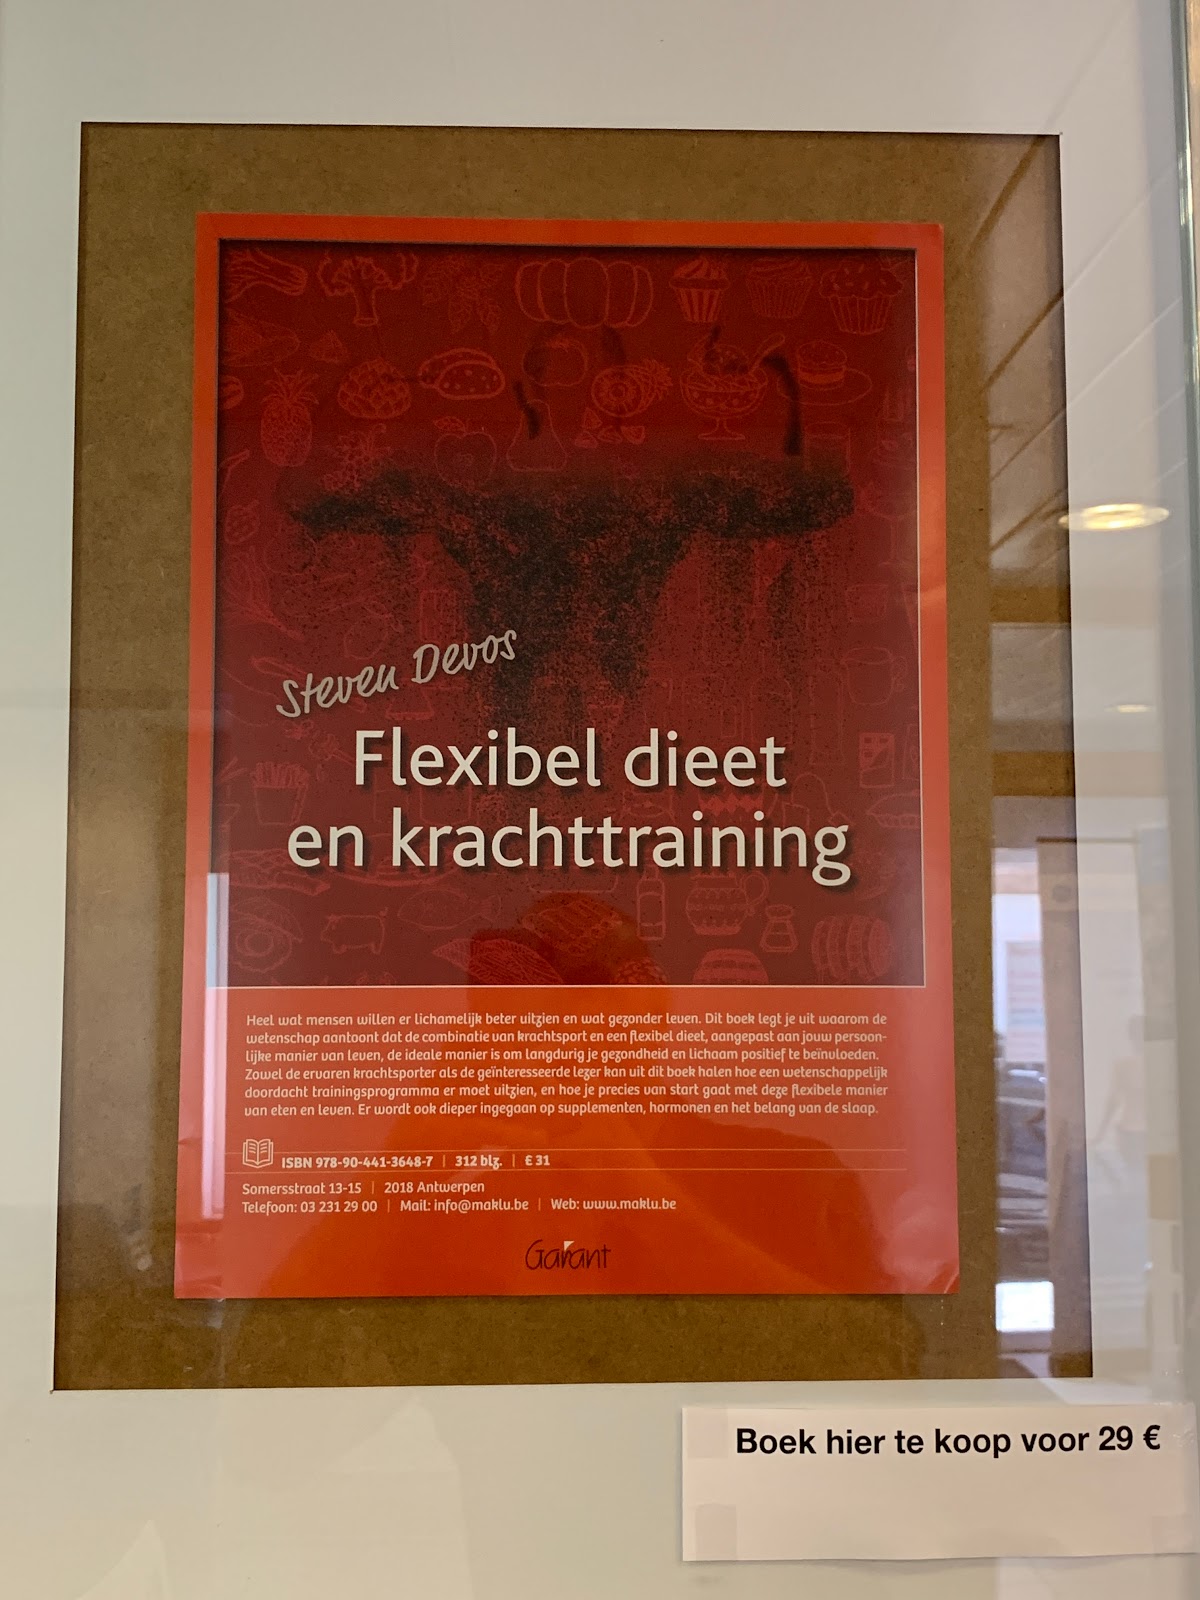 Steven Devos
Flexibel dieet
en krachttraining
Heel wat mensen willen er lichamelijk beter uitzien en wat gezonder leven. Dit boek legt je uit waarom de
wetenschap aantoont dat de combinatie van krachtsport en een flexibel dieet, aangepast aan jouw persoon-
lijke manier van leven, de ideale manier is om langdurig je gezondheid en lichaam positief te beïnvloeden.
Zowel de ervaren krachtsporter als de geïnteresseerde lezer kan uit dit boek halen hoe een wetenschappelijk
doordacht trainingsprogramma er moet uitzien, en hoe je precies van start gaat met deze flexibele manier
van eten en leven. Er wordt ook dieper ingegaan op supplementen, hormonen en het belang van de slaap.
ISBN 978-90-441-3648-7 | 312 blz. | € 31
Somersstraat 13-15 | 2018 Antwerpen
Telefoon: 03 231 29 00 | Mail: info@maklu.be | Web: www.maklu.be
Garant
Boek hier te koop voor 29 €